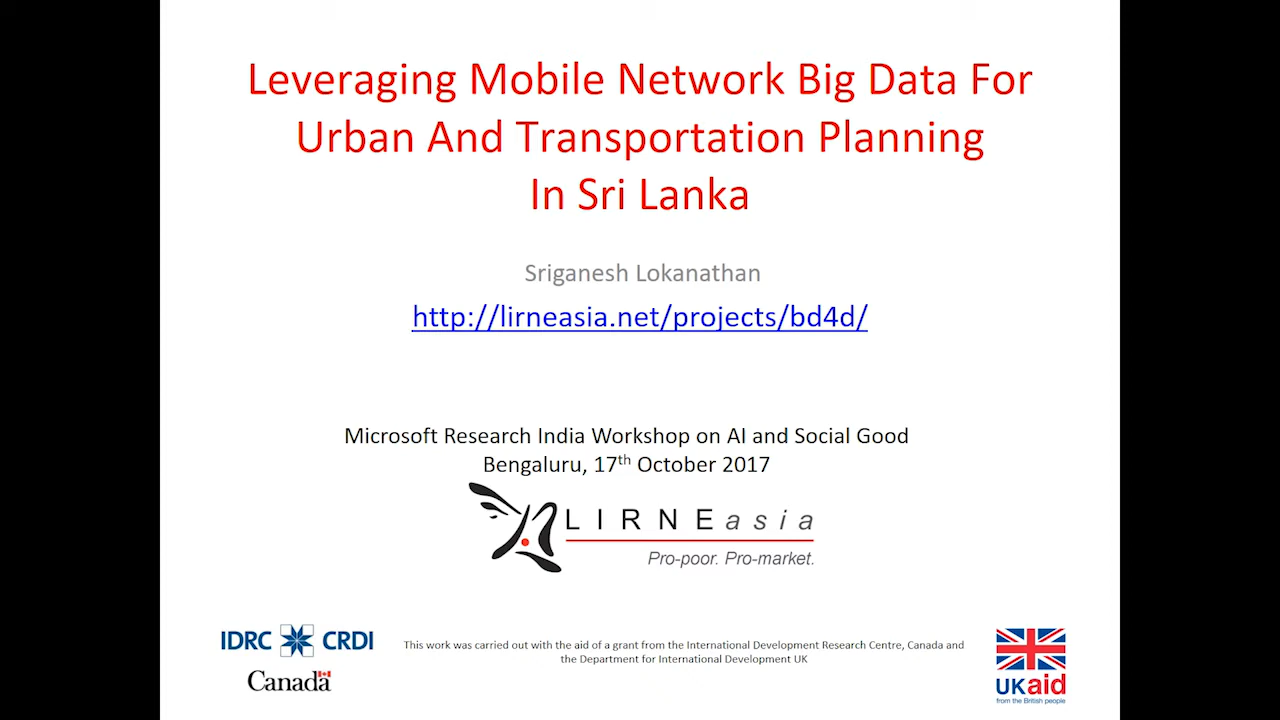 Leveraging Mobile Network Big Data For
Urban And Transportation Planning
In Sri Lanka
Sriganesh Lokanathan
http://lirneasia.net/projects/bd4d/
Microsoft Research India Workshop on AI and Social Good
Bengaluru, 17th October 2017
LIRNEasia
Pro-poor. Pro-market.
IDRC CRDI
Canada
This work was carried out with the aid of a grant from the International Development Research Centre, Canada and
the Department for International Development UK
UKaid
from the British people